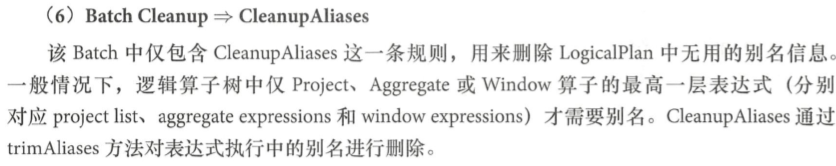 （6）Batch Cleanup ⇒ CleanupAliases
该 Batch 中仅包含 CleanupAliases 这一条规则，用来删除 LogicalPlan 中无用的别名信息。
一般情况下，逻辑算子树中仅 Project、Aggregate 或 Window 算子的最高一层表达式（分别
对应 project list、aggregate expressions 和 window expressions）才需要别名。CleanupAliases 通过
trimAliases 方法对表达式执行中的别名进行删除。